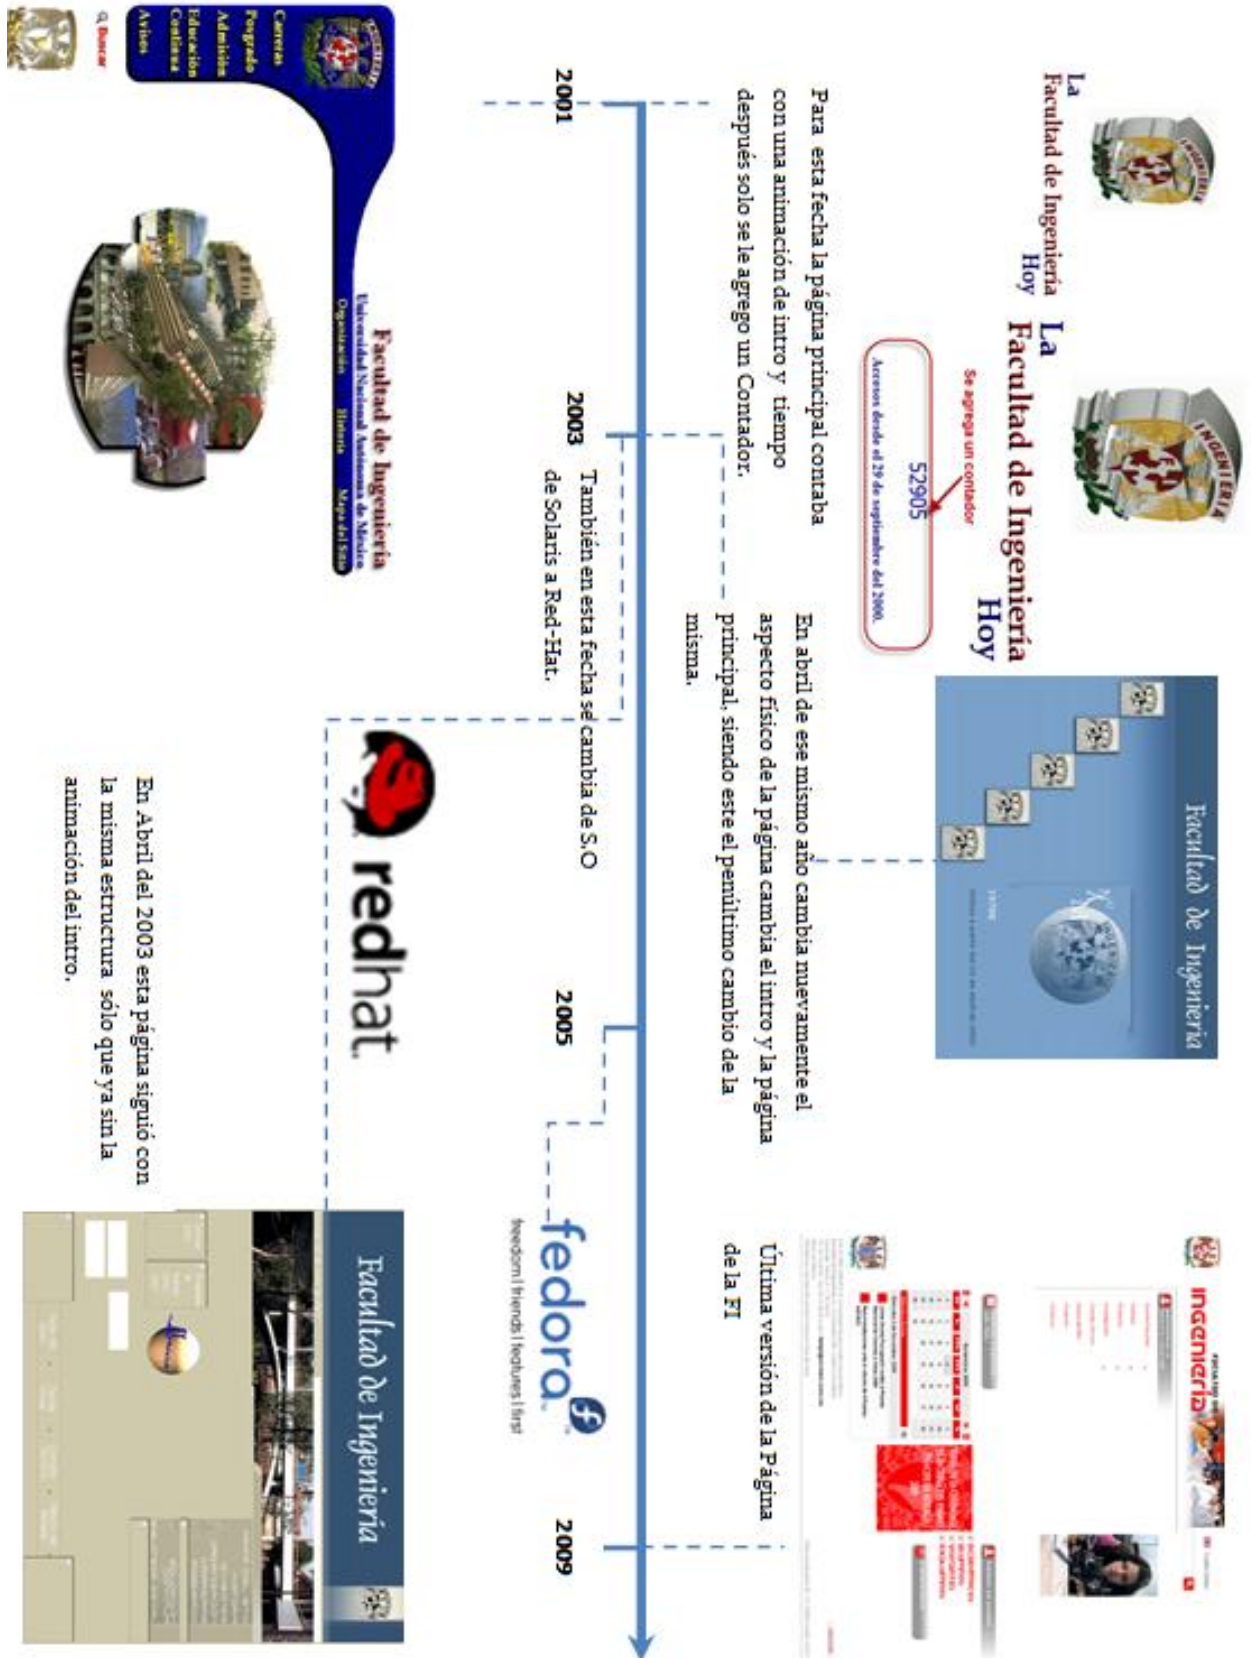 La
Facultad de Ingeniería
Hoy
INGENIERIA
La
Facultad de Ingeniería
Hoy
INGENIERIA
Se agrega un contador
52905
Accesos desde el 29 de septiembre del 2000.
Para esta fecha la página principal contaba
con una animación de intro y tiempo
después solo se le agrego un Contador.
Facultad de Ingeniería
En abril de ese mismo año cambia nuevamente el
aspecto físico de la página cambia el intro y la página
principal, siendo este el penúltimo cambio de la
misma.
FACULTAD DE
INGENIERÍA
Última versión de la Página
de la FI
2001
2003
2005
2009
También en esta fecha se cambia de S.O
de Solaris a Red-Hat.
redhat.
fedora
freedom | friends | features | first
INGENIERIA
Facultad de Ingeniería
Universidad Nacional Autónoma de México
Organización Historia Mapa del Sitio
Carreras
Posgrado
Admisión
Educación
Continua
Avisos
Buscar
En Abril del 2003 esta página siguió con
la misma estructura sólo que ya sin la
animación del intro.
Facultad de Ingeniería